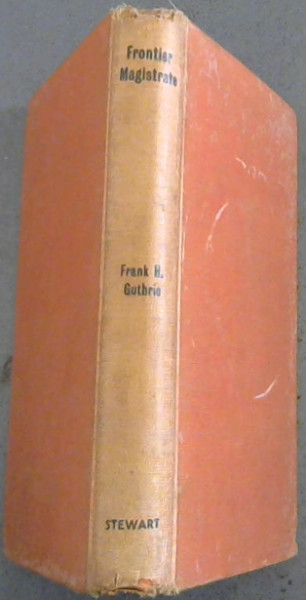 Frontier
Magistrate
Frank H.
Guthrie
STEWART